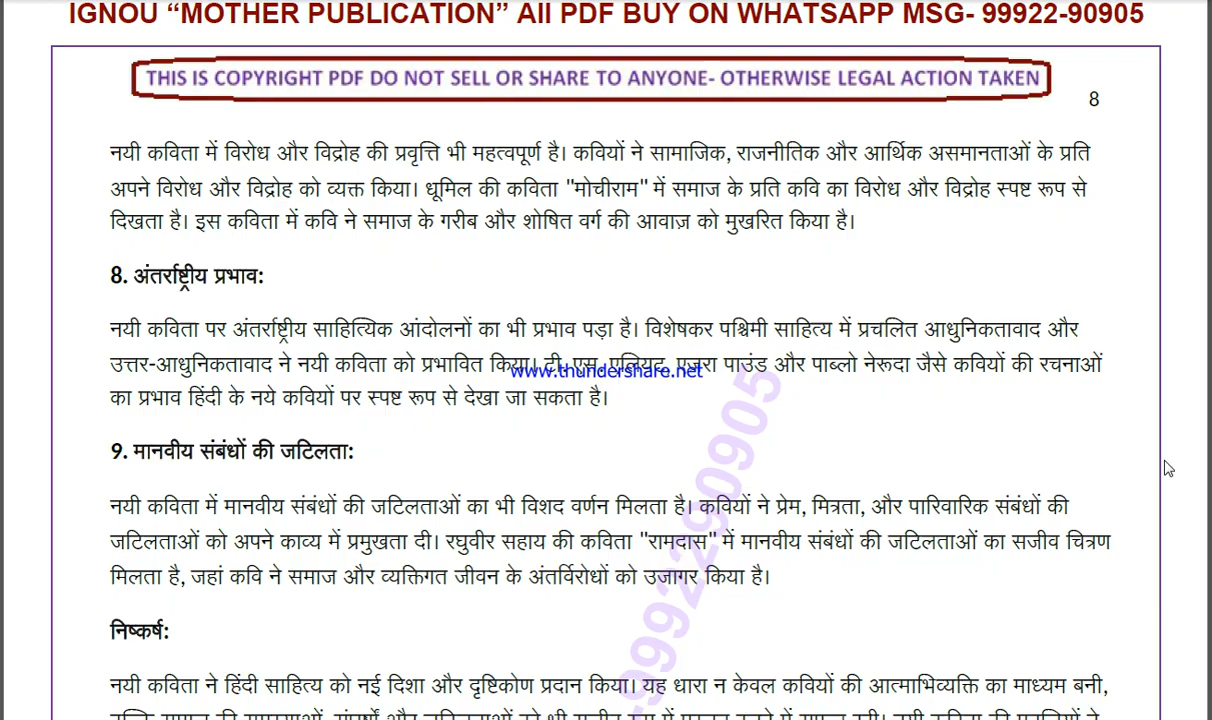 IGNOU “MOTHER PUBLICATION” All PDF BUY ON WHATSAPP MSG- 99922-90905
THIS IS COPYRIGHT PDF DO NOT SELL OR SHARE TO ANYONE- OTHERWISE LEGAL ACTION TAKEN
8
नयी कविता में विरोध और विद्रोह की प्रवृत्ति भी महत्वपूर्ण है। कवियों ने सामाजिक, राजनीतिक और आर्थिक असमानताओं के प्रति
अपने विरोध और विद्रोह को व्यक्त किया। धूमिल की कविता "मोचीराम" में समाज के प्रति कवि का विरोध और विद्रोह स्पष्ट रूप से
दिखता है। इस कविता में कवि ने समाज के गरीब और शोषित वर्ग की आवाज़ को मुखरित किया है।
8. अंतर्राष्ट्रीय प्रभाव:
नयी कविता पर अंतर्राष्ट्रीय साहित्यिक आंदोलनों का भी प्रभाव पड़ा है। विशेषकर पश्चिमी साहित्य में प्रचलित आधुनिकतावाद और
उत्तर-आधुनिकतावाद ने नयी कविता को प्रभावित किया। टी. एस. एलियट, एज़रा पाउंड और पाब्लो नेरूदा जैसे कवियों की रचनाओं
www.thundershare.net
का प्रभाव हिंदी के नये कवियों पर स्पष्ट रूप से देखा जा सकता है।
9. मानवीय संबंधों की जटिलता:
नयी कविता में मानवीय संबंधों की जटिलताओं का भी विशद वर्णन मिलता है। कवियों ने प्रेम, मित्रता, और पारिवारिक संबंधों की
जटिलताओं को अपने काव्य में प्रमुखता दी। रघुवीर सहाय की कविता "रामदास" में मानवीय संबंधों की जटिलताओं का सजीव चित्रण
मिलता है, जहां कवि ने समाज और व्यक्तिगत जीवन के अंतर्विरोधों को उजागर किया है।
-9992290905
निष्कर्ष:
नयी कविता ने हिंदी साहित्य को नई दिशा और दृष्टिकोण प्रदान किया। यह धारा न केवल कवियों की आत्माभिव्यक्ति का माध्यम बनी,